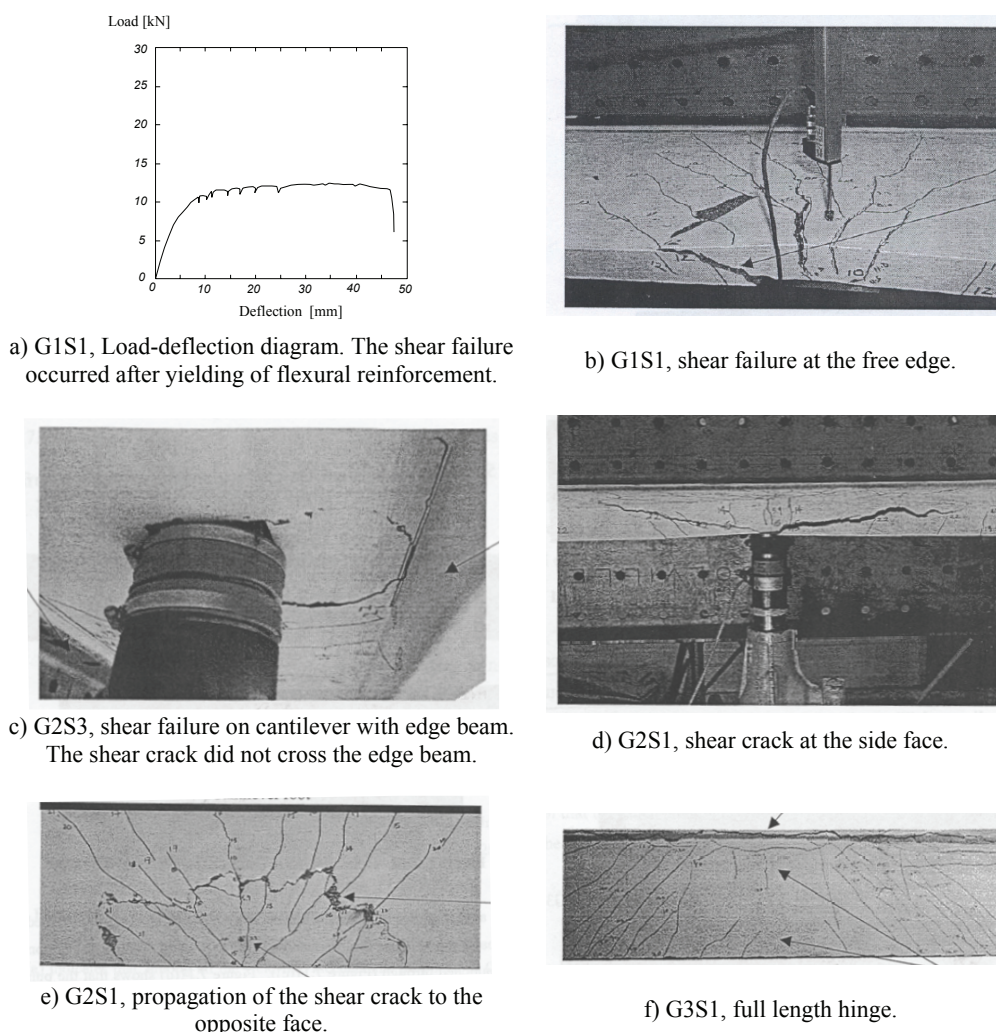 Load [kN]
30
25
20
15
10
5
0
0
10
20
30
40
50
Deflection [mm]
a) G1S1, Load-deflection diagram. The shear failure
occurred after yielding of flexural reinforcement.
b) G1S1, shear failure at the free edge.
c) G2S3, shear failure on cantilever with edge beam.
The shear crack did not cross the edge beam.
d) G2S1, shear crack at the side face.
e) G2S1, propagation of the shear crack to the
opposite face.
f) G3S1, full length hinge.